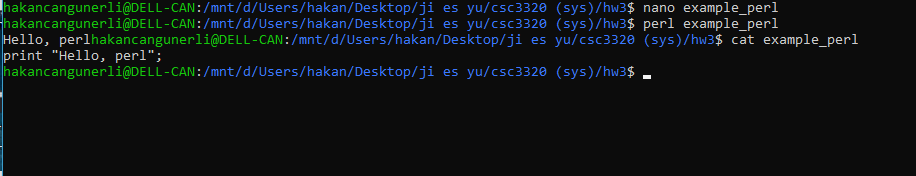 hakancangunerli@DELL-CAN:/mnt/d/Users/hakan/Desktop/ji es yu/csc3320 (sys)/hw3$ nano example_perl
hakancangunerli@DELL-CAN:/mnt/d/Users/hakan/Desktop/ji es yu/csc3320 (sys)/hw3$ perl example_perl
Hello, perlhakancangunerli@DELL-CAN:/mnt/d/Users/hakan/Desktop/ji es yu/csc3320 (sys)/hw3$ cat example_perl
print "Hello, perl";
hakancangunerli@DELL-CAN:/mnt/d/Users/hakan/Desktop/ji es yu/csc3320 (sys)/hw3$